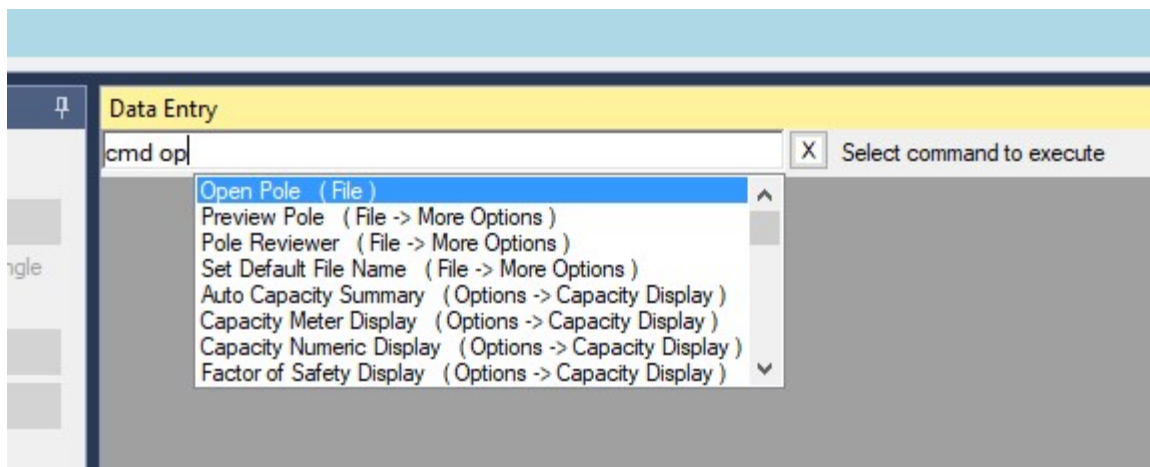 Data Entry
cmd op
X Select command to execute
Open Pole ( File )
Preview Pole ( File -> More Options )
Pole Reviewer ( File -> More Options )
ngle
Set Default File Name ( File -> More Options )
Auto Capacity Summary ( Options -> Capacity Display )
Capacity Meter Display ( Options -> Capacity Display )
Capacity Numeric Display ( Options -> Capacity Display )
Factor of Safety Display ( Options -> Capacity Display )